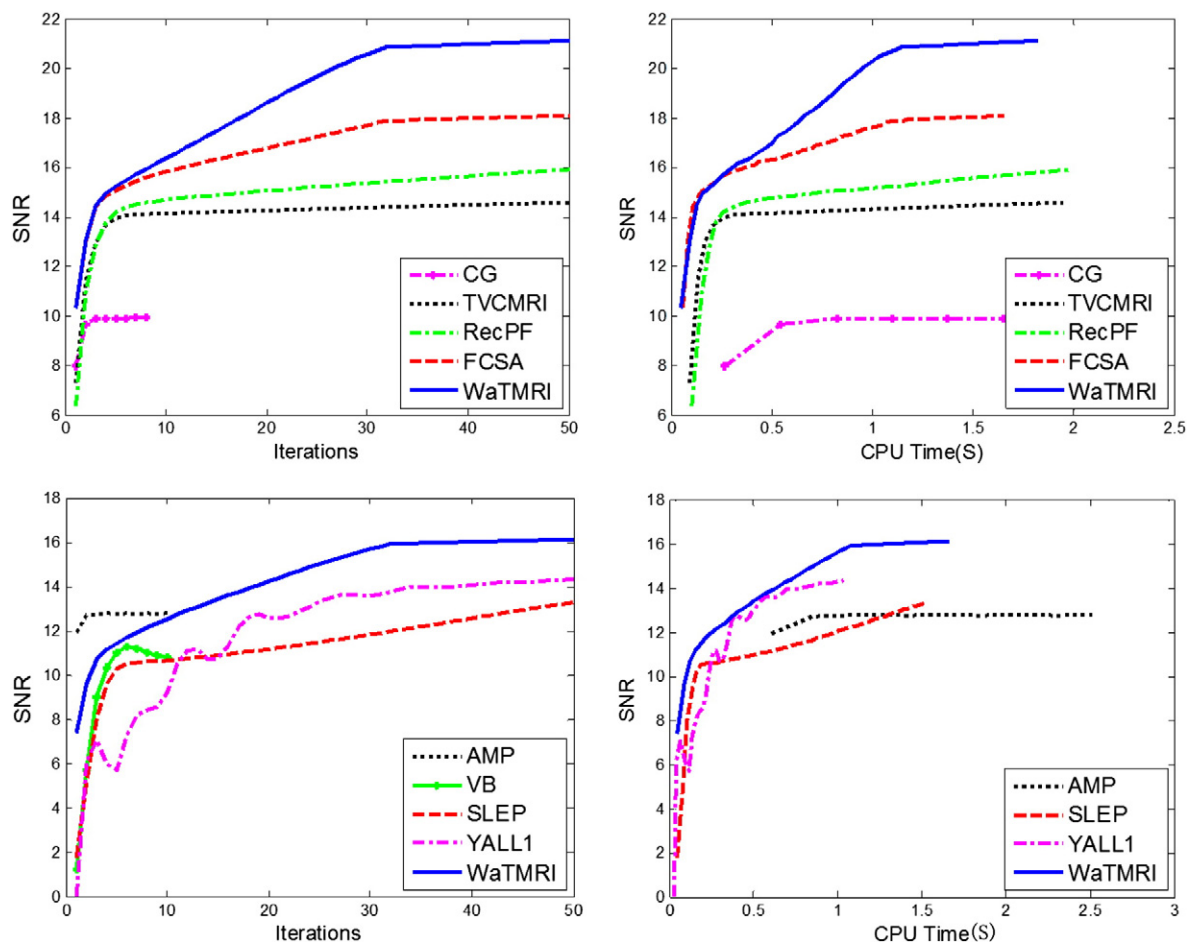 22
20
18
16
14
12
10
8
6
SNR
0
10
20
30
40
50
Iterations
CG
TVCMRI
RecPF
FCSA
WaTMRI
22
20
18
16
14
12
10
8
6
SNR
0
0.5
1
1.5
2
2.5
CPU Time(S)
CG
TVCMRI
RecPF
FCSA
WaTMRI
18
16
14
12
10
8
6
4
2
0
SNR
0
10
20
30
40
50
Iterations
AMP
VB
SLEP
YALL1
WaTMRI
18
16
14
12
10
8
6
4
2
0
SNR
0
0.5
1
1.5
2
2.5
3
CPU Time(S)
AMP
SLEP
YALL1
WaTMRI